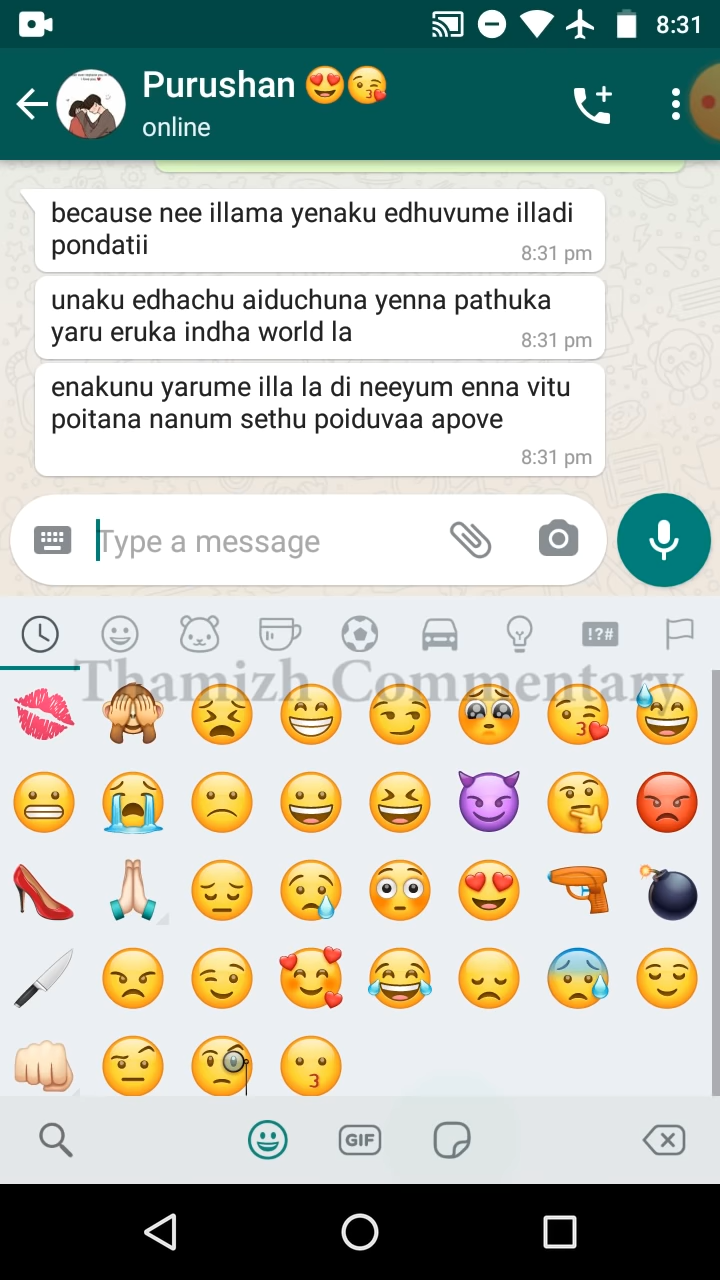 8:31
Purushan 😍😘
online
because nee illama yenaku edhuvume illadi
pondatii
8:31 pm
unaku edhachu aiduchuna yenna pathuka
yaru eruka indha world la
8:31 pm
enakunu yarume illa la di neeyum enna vitu
poitana nanum sethu poiduvaa apove
8:31 pm
Type a message
!?#
Thamizh Commentary
GIF